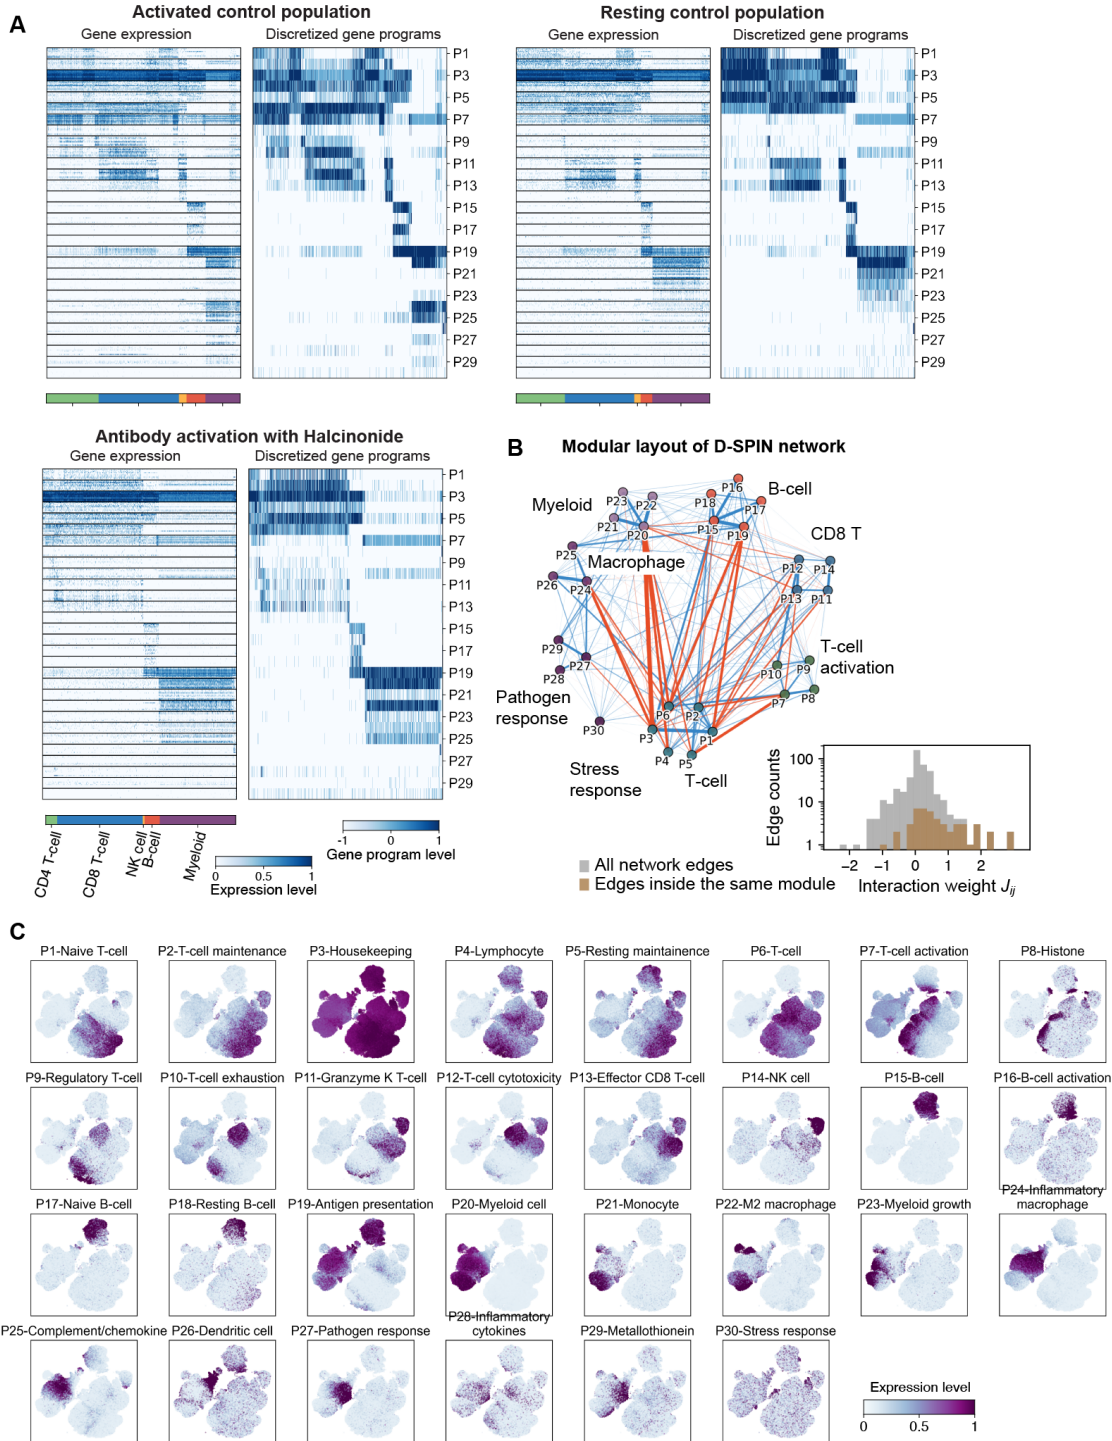 A
Activated control population
Gene expression
Discretized gene programs
P1
P3
P5
P7
P9
P11
P13
P15
P17
P19
P21
P23
P25
P27
P29
Resting control population
Gene expression
Discretized gene programs
P1
P3
P5
P7
P9
P11
P13
P15
P17
P19
P21
P23
P25
P27
P29
Antibody activation with Halcinonide
Gene expression
Discretized gene programs
P1
P3
P5
P7
P9
P11
P13
P15
P17
P19
P21
P23
P25
P27
P29
CD4 T-cell
CD8 T-cell
NK cell
B-cell
Myeloid
-1 0 1
Gene program level
0 0.5 1
Expression level
B
Modular layout of D-SPIN network
Myeloid
B-cell
CD8 T
Macrophage
T-cell
activation
Pathogen
response
Stress
response
T-cell
P16
P23
P22
P18
P17
P21
P20
P15
P19
P25
P12
P14
P26
P24
P13
P11
P29
P27
P28
P10
P9
P7
P8
P30
P6
P2
P3
P1
P4
P5
Edge counts
100
10
1
−2 −1 0 1 2
Interaction weight Jij
All network edges
Edges inside the same module
C
P1-Naive T-cell
P2-T-cell maintenance
P3-Housekeeping
P4-Lymphocyte
P5-Resting maintainence
P6-T-cell
P7-T-cell activation
P8-Histone
P9-Regulatory T-cell
P10-T-cell exhaustion
P11-Granzyme K T-cell
P12-T-cell cytotoxicity
P13-Effector CD8 T-cell
P14-NK cell
P15-B-cell
P16-B-cell activation
P17-Naive B-cell
P18-Resting B-cell
P19-Antigen presentation
P20-Myeloid cell
P21-Monocyte
P22-M2 macrophage
P23-Myeloid growth
P24-Inflammatory
macrophage
P25-Complement/chemokine
P26-Dendritic cell
P27-Pathogen response
P28-Inflammatory
cytokines
P29-Metallothionein
P30-Stress response
Expression level
0 0.5 1